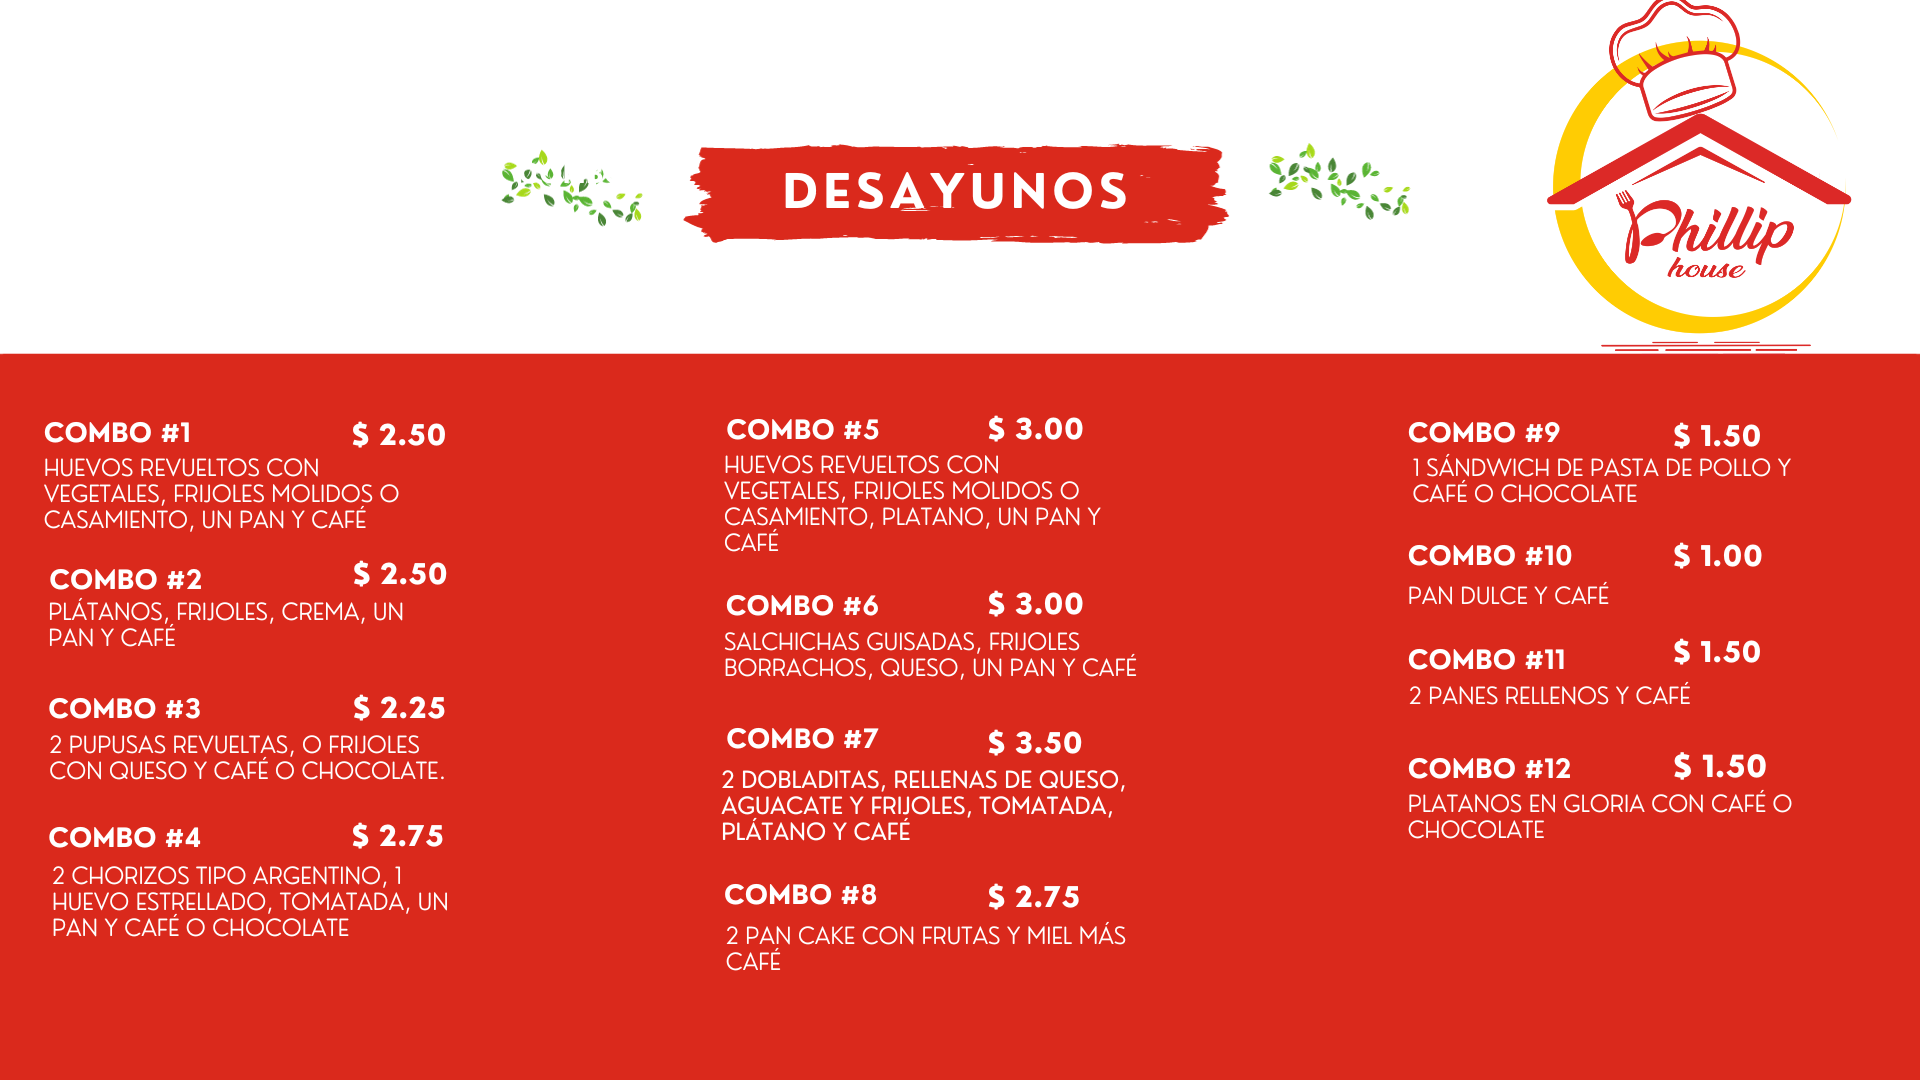 DESAYUNOS
Phillip
house
COMBO #1 $ 2.50
HUEVOS REVUELTOS CON
VEGETALES, FRIJOLES MOLIDOS O
CASAMIENTO, UN PAN Y CAFÉ
COMBO #2 $ 2.50
PLÁTANOS, FRIJOLES, CREMA, UN
PAN Y CAFÉ
COMBO #3 $ 2.25
2 PUPUSAS REVUELTAS, O FRIJOLES
CON QUESO Y CAFÉ O CHOCOLATE.
COMBO #4 $ 2.75
2 CHORIZOS TIPO ARGENTINO, 1
HUEVO ESTRELLADO, TOMATADA, UN
PAN Y CAFÉ O CHOCOLATE
COMBO #5 $ 3.00
HUEVOS REVUELTOS CON
VEGETALES, FRIJOLES MOLIDOS O
CASAMIENTO, PLATANO, UN PAN Y
CAFÉ
COMBO #6 $ 3.00
SALCHICHAS GUISADAS, FRIJOLES
BORRACHOS, QUESO, UN PAN Y CAFÉ
COMBO #7 $ 3.50
2 DOBLADITAS, RELLENAS DE QUESO,
AGUACATE Y FRIJOLES, TOMATADA,
PLÁTANO Y CAFÉ
COMBO #8 $ 2.75
2 PAN CAKE CON FRUTAS Y MIEL MÁS
CAFÉ
COMBO #9 $ 1.50
1 SÁNDWICH DE PASTA DE POLLO Y
CAFÉ O CHOCOLATE
COMBO #10 $ 1.00
PAN DULCE Y CAFÉ
COMBO #11 $ 1.50
2 PANES RELLENOS Y CAFÉ
COMBO #12 $ 1.50
PLATANOS EN GLORIA CON CAFÉ O
CHOCOLATE